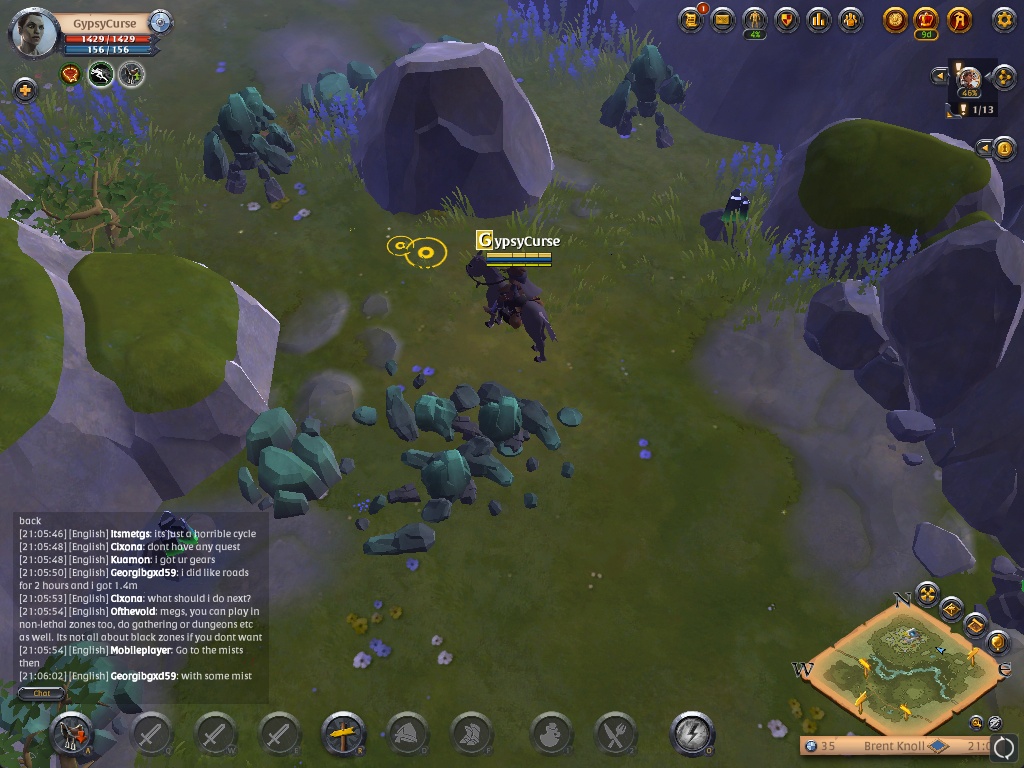 GypsyCurse
1429 / 1429
156 / 156
1
4%
9d
46%
1/13
1
GypsyCurse
back
[21:05:46] [English] Itsmetgs: its just a horrible cycle
[21:05:48] [English] Cixona: dont have any quest
[21:05:48] [English] Kuamon: i got ur gears
[21:05:50] [English] Georgibgxd59: i did like roads
for 2 hours and i got 1.4m
[21:05:53] [English] Cixona: what should i do next?
[21:05:54] [English] Ofthevold: megs, you can play in
non-lethal zones too, do gathering or dungeons etc
as well. Its not all about black zones if you dont want
[21:05:54] [English] Mobileplayer: Go to the mists
then
[21:06:02] [English] Georgibgxd59: with some mist
Chat
N
W
E
A
Q
W
E
R
D
F
35
Brent Knoll